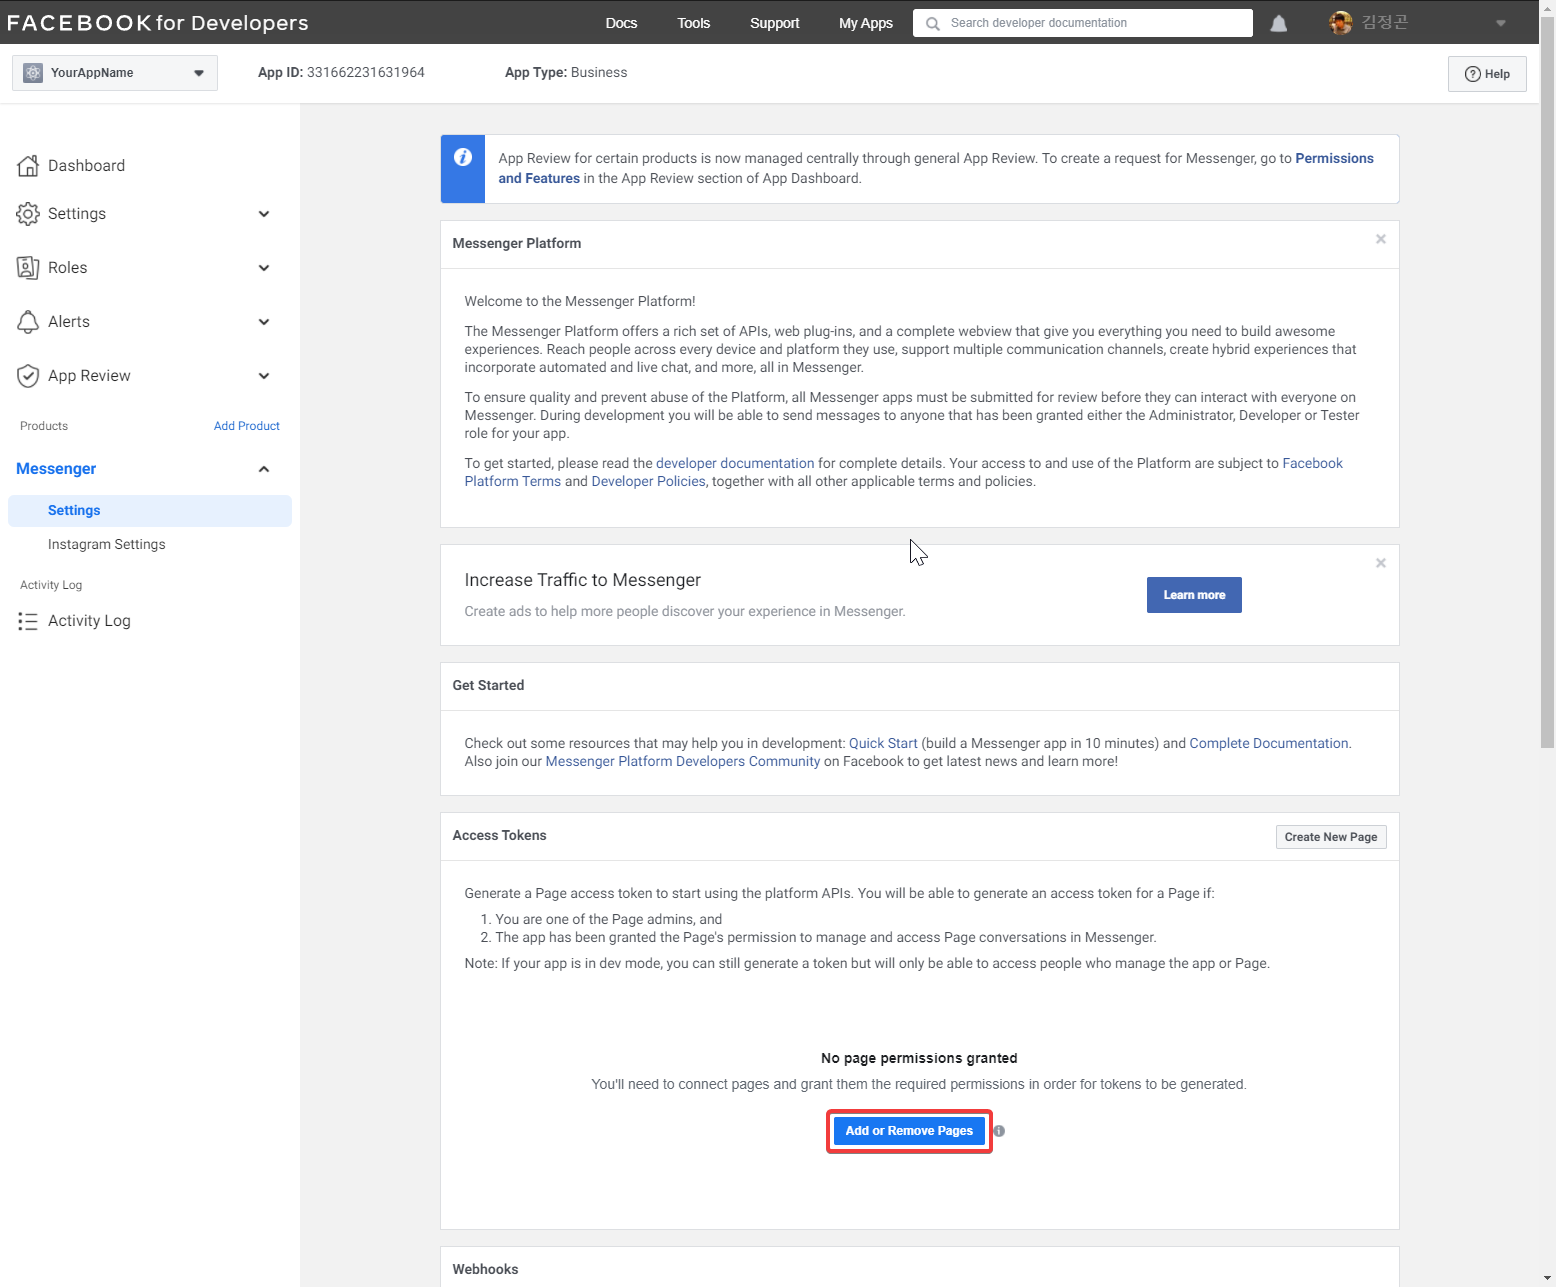 FACEBOOK for Developers
Docs
Tools
Support
My Apps
Search developer documentation
김정곤
YourAppName
App ID: 331662231631964
App Type: Business
Help
Dashboard
Settings
Roles
Alerts
App Review
Products
Add Product
Messenger
Settings
Instagram Settings
Activity Log
Activity Log
App Review for certain products is now managed centrally through general App Review. To create a request for Messenger, go to Permissions
and Features in the App Review section of App Dashboard.
Messenger Platform
Welcome to the Messenger Platform!
The Messenger Platform offers a rich set of APIs, web plug-ins, and a complete webview that give you everything you need to build awesome
experiences. Reach people across every device and platform they use, support multiple communication channels, create hybrid experiences that
incorporate automated and live chat, and more, all in Messenger.
To ensure quality and prevent abuse of the Platform, all Messenger apps must be submitted for review before they can interact with everyone on
Messenger. During development you will be able to send messages to anyone that has been granted either the Administrator, Developer or Tester
role for your app.
To get started, please read the developer documentation for complete details. Your access to and use of the Platform are subject to Facebook
Platform Terms and Developer Policies, together with all other applicable terms and policies.
Increase Traffic to Messenger
Create ads to help more people discover your experience in Messenger.
Learn more
Get Started
Check out some resources that may help you in development: Quick Start (build a Messenger app in 10 minutes) and Complete Documentation.
Also join our Messenger Platform Developers Community on Facebook to get latest news and learn more!
Access Tokens
Create New Page
Generate a Page access token to start using the platform APIs. You will be able to generate an access token for a Page if:
1. You are one of the Page admins, and
2. The app has been granted the Page's permission to manage and access Page conversations in Messenger.
Note: If your app is in dev mode, you can still generate a token but will only be able to access people who manage the app or Page.
No page permissions granted
You'll need to connect pages and grant them the required permissions in order for tokens to be generated.
Add or Remove Pages
Webhooks